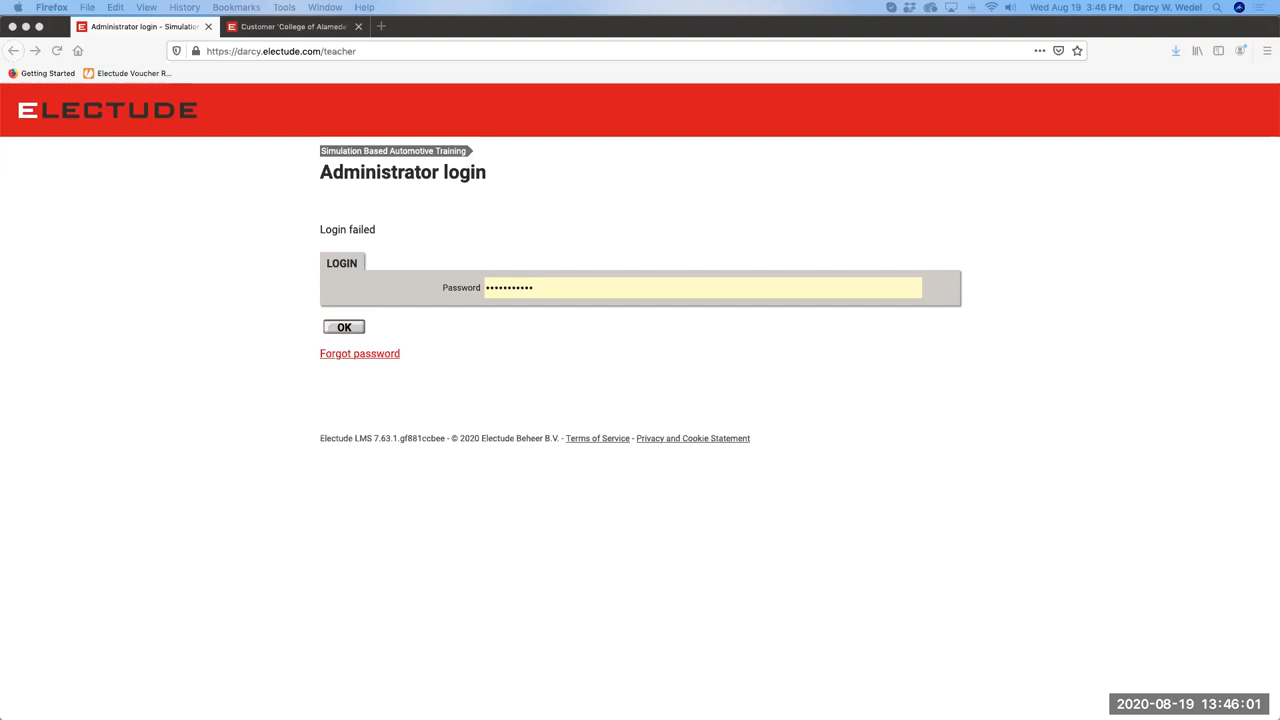 Firefox File Edit View History Bookmarks Tools Window Help Wed Aug 19 3:46 PM Darcy W. Wedel
Administrator login - Simulation Customer 'College of Alameda
https://darcy.electude.com/teacher
Getting Started Electude Voucher R...
ELECTUDE
Simulation Based Automotive Training
Administrator login
Login failed
LOGIN
Password •••••••••••
OK
Forgot password
Electude LMS 7.63.1.gf881ccbee - © 2020 Electude Beheer B.V. - Terms of Service - Privacy and Cookie Statement
2020-08-19 13:46:01